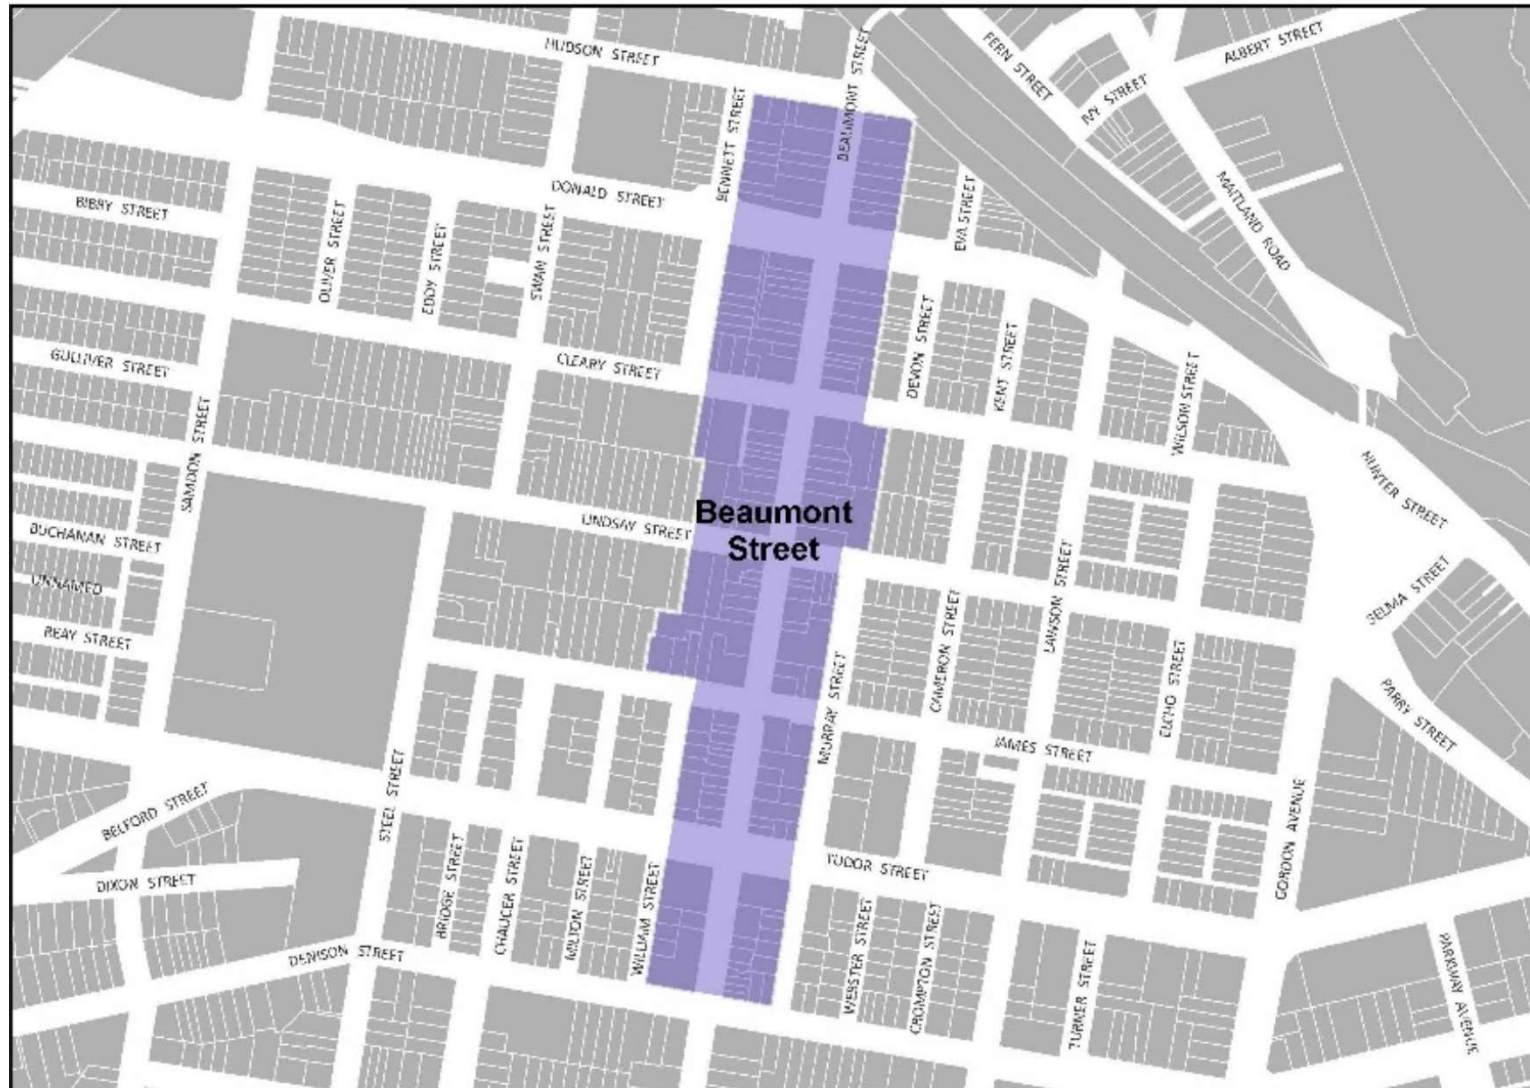 HUDSON STREET
BEAUMONT STREET
FERN STREET
ALBERT STREET
IVY STREET
BENNETT STREET
DONALD STREET
MAITLAND ROAD
BIBBY STREET
OLIVER STREET
EDDY STREET
SWAN STREET
EVA STREET
GULLIVER STREET
CLEARY STREET
DEVON STREET
KENT STREET
WILSON STREET
SAMDON STREET
HUNTER STREET
Beaumont
Street
LINDSAY STREET
BUCHANAN STREET
UNNAMED
REAY STREET
CAMERON STREET
LAWSON STREET
SELMA STREET
MURRAY STREET
ELCHO STREET
PARRY STREET
JAMES STREET
BELFORD STREET
STEEL STREET
GORDON AVENUE
DIXON STREET
TUDOR STREET
BRIDGE STREET
CHAUCER STREET
MILTON STREET
WILLIAM STREET
DENISON STREET
WEBSTER STREET
CROMPTON STREET
TURNER STREET
PARKWAY AVENUE